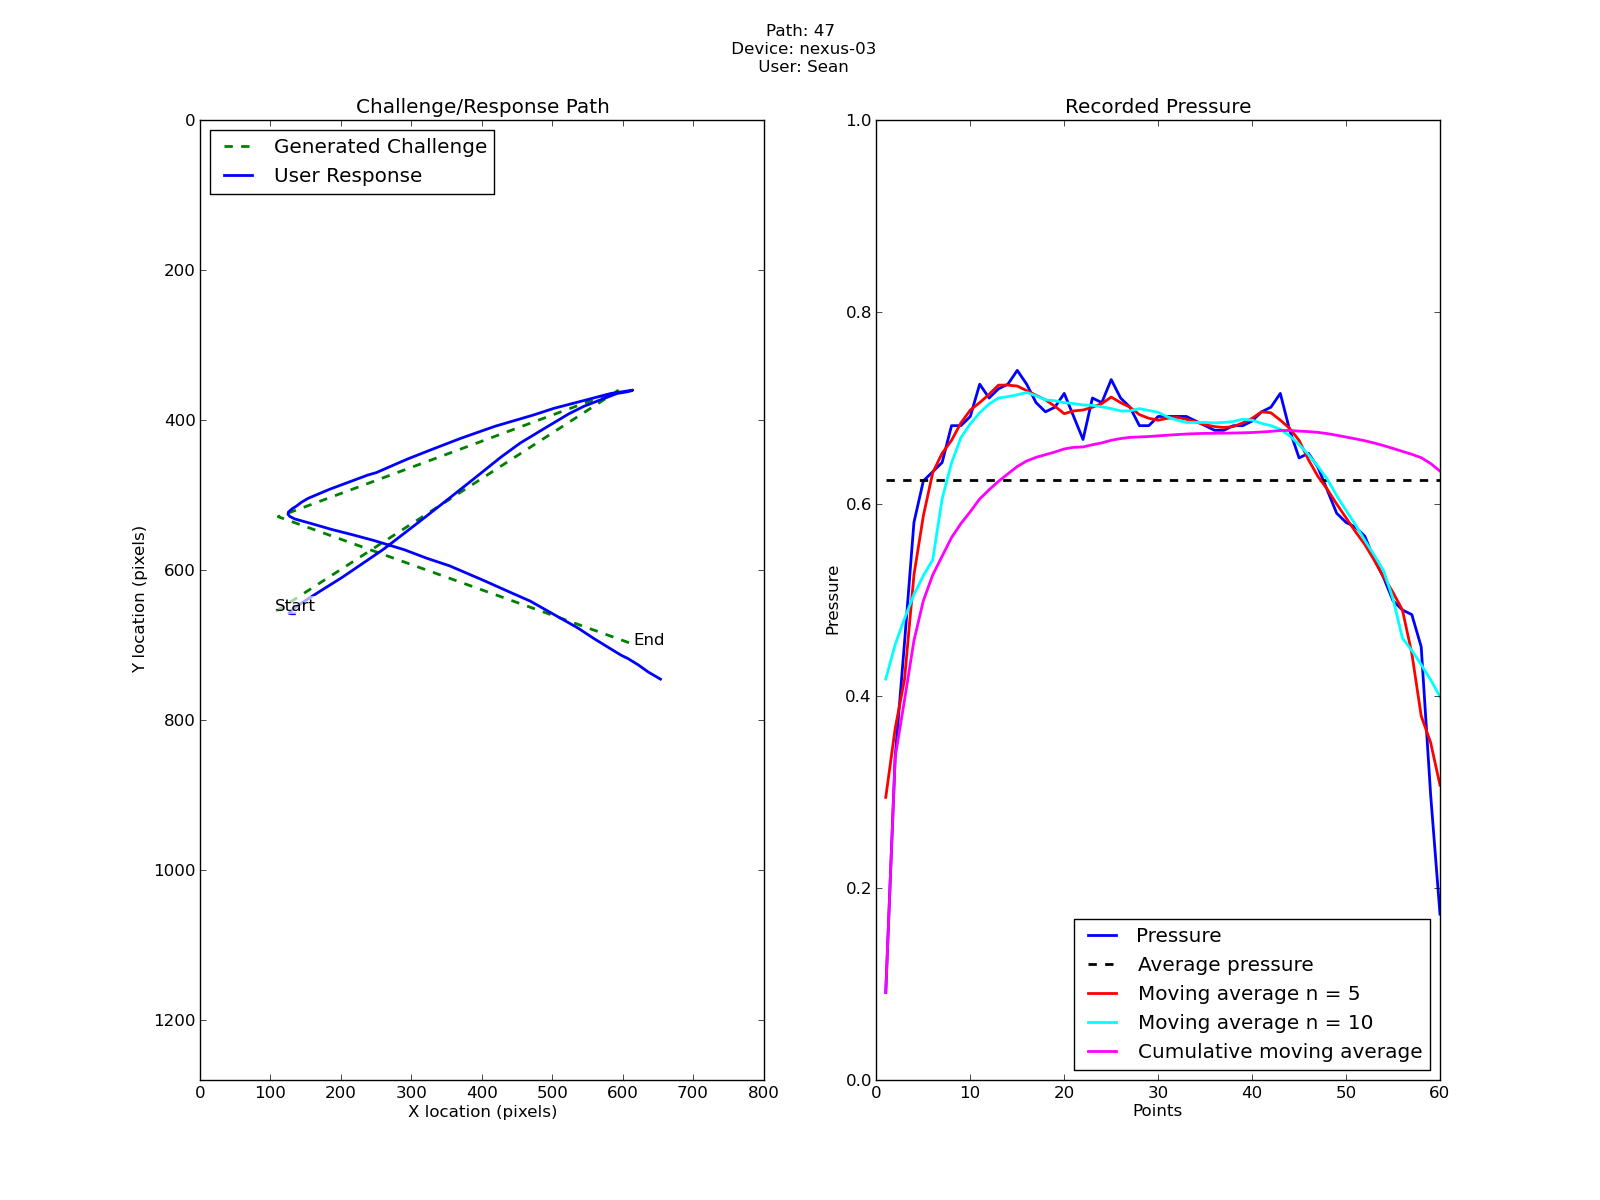 Path: 47
Device: nexus-03
User: Sean
Challenge/Response Path
0
200
400
600
800
1000
1200
Y location (pixels)
Generated Challenge
User Response
Start
End
0 100 200 300 400 500 600 700 800
X location (pixels)
Recorded Pressure
1.0
0.8
0.6
0.4
0.2
0.0
Pressure
Pressure
Average pressure
Moving average n = 5
Moving average n = 10
Cumulative moving average
0 10 20 30 40 50 60
Points